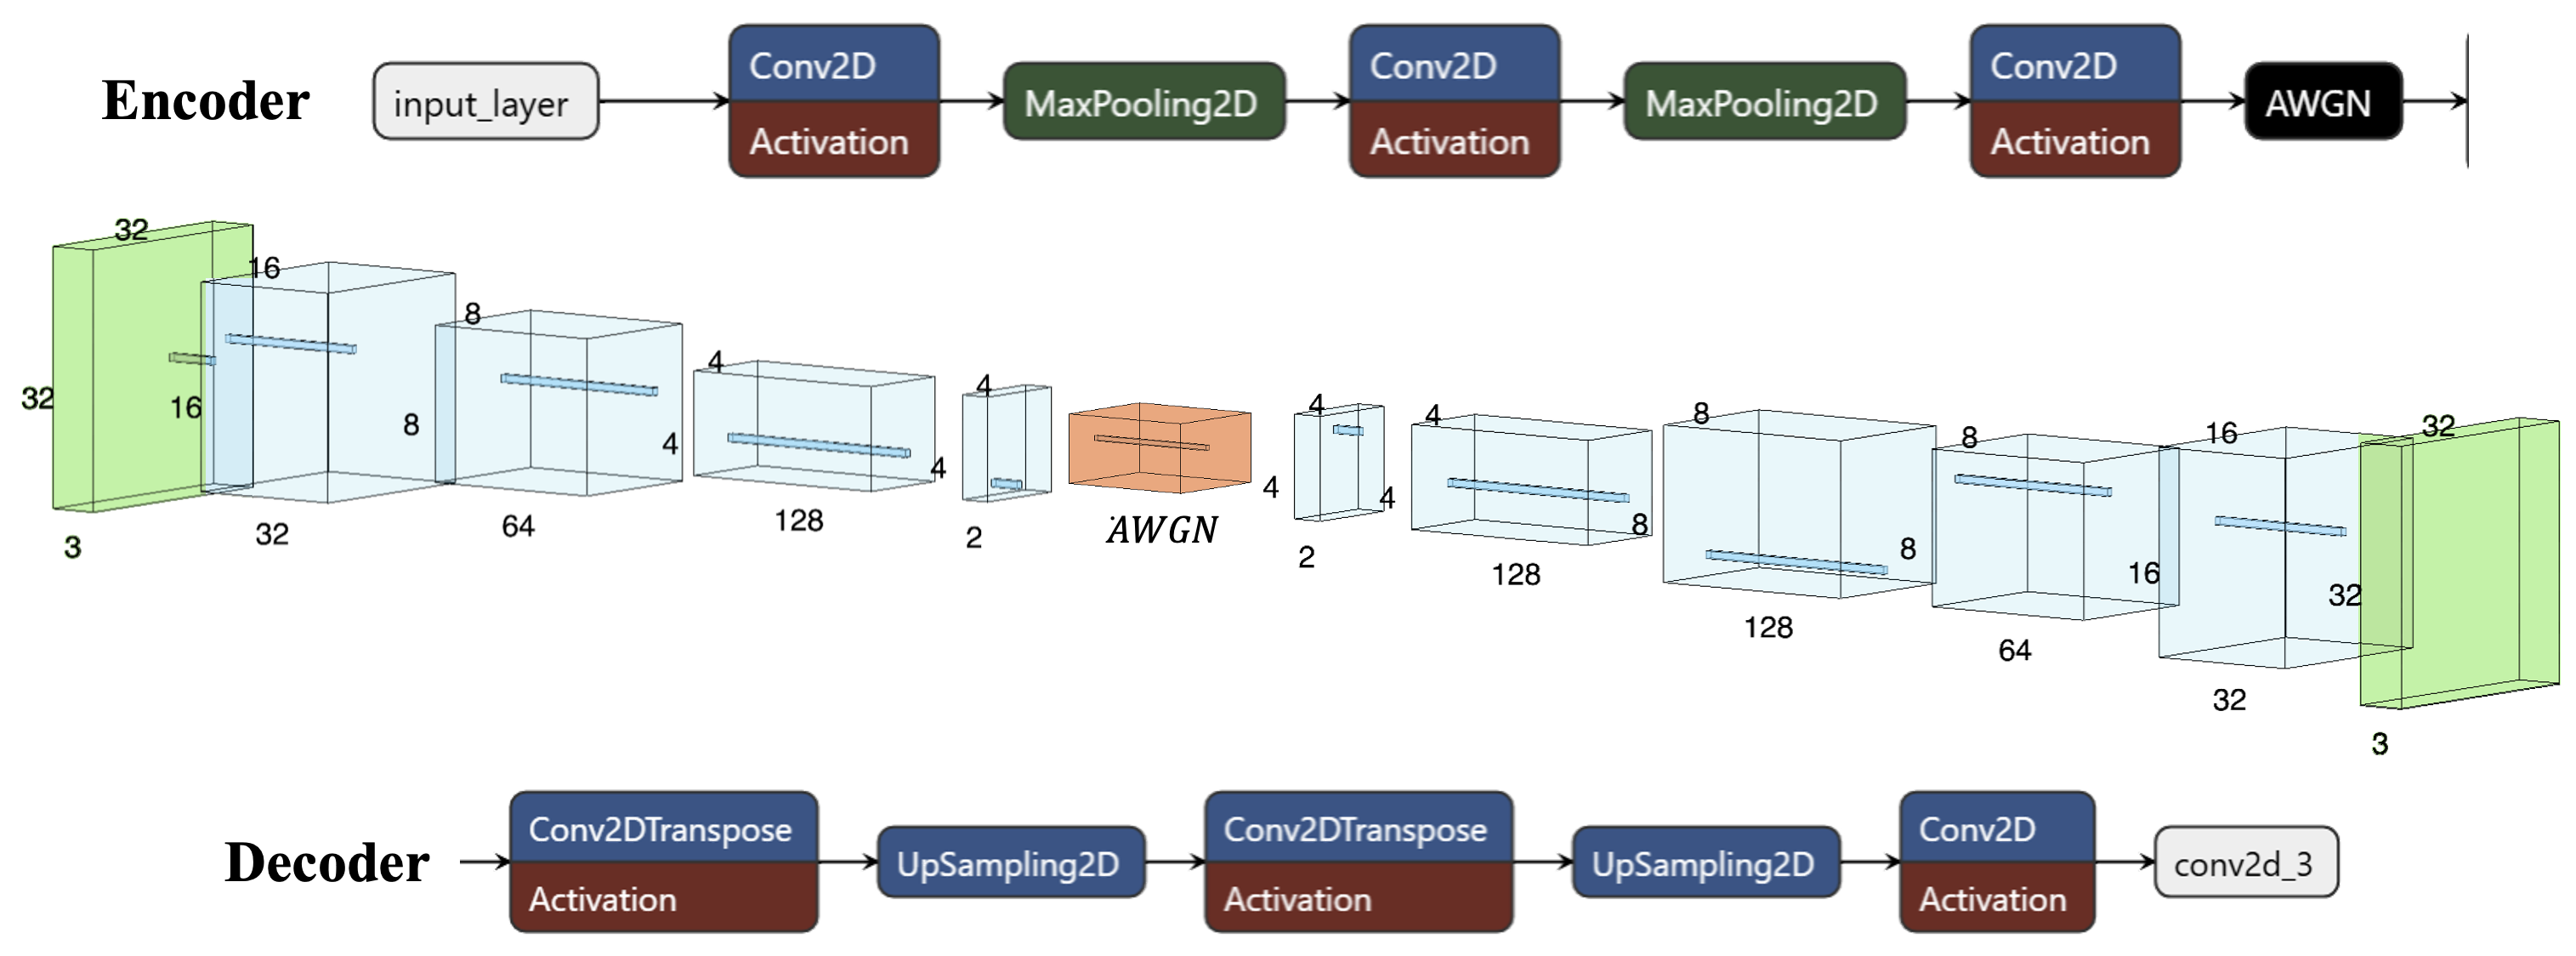 Encoder
input_layer
Conv2D
Activation
MaxPooling2D
Conv2D
Activation
MaxPooling2D
Conv2D
Activation
AWGN
32
32
3
16
16
32
8
8
64
4
4
128
4
4
2
AWGN
4
4
2
4
4
128
8
8
128
8
8
64
16
16
32
32
32
3
Decoder
Conv2DTranspose
Activation
UpSampling2D
Conv2DTranspose
Activation
UpSampling2D
Conv2D
Activation
conv2d_3